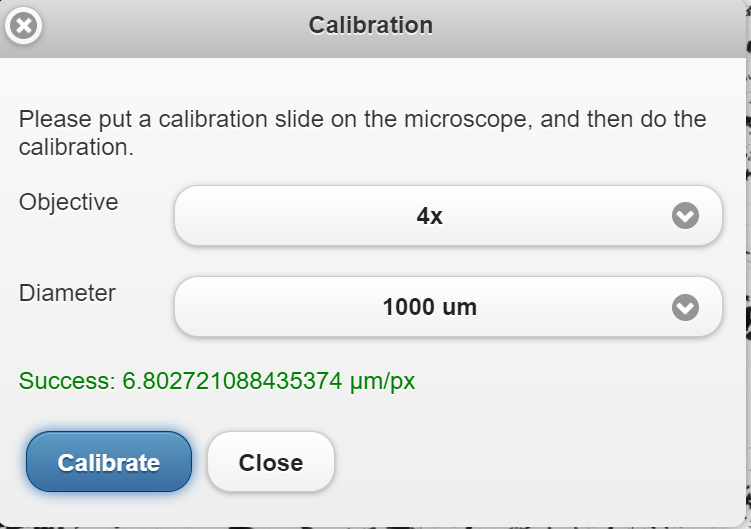 Calibration
Please put a calibration slide on the microscope, and then do the
calibration.
Objective
4x
Diameter
1000 um
Success: 6.802721088435374 µm/px
Calibrate
Close